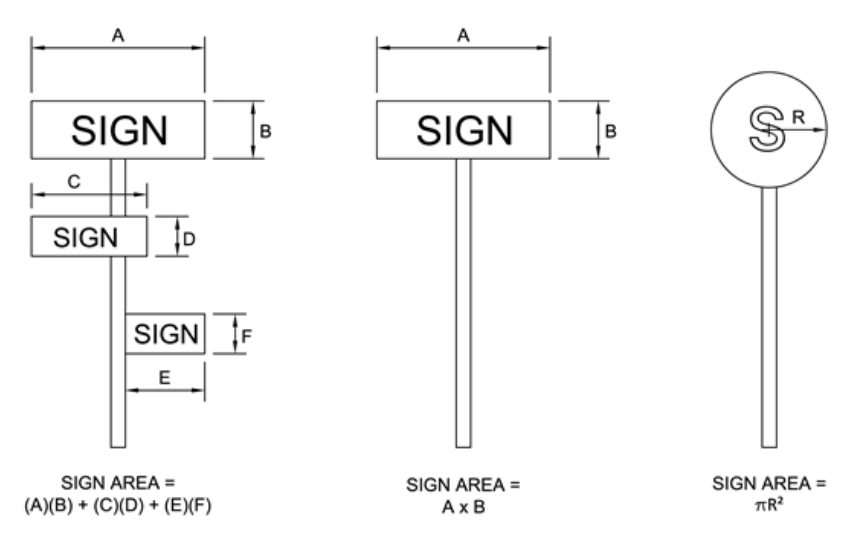 A
SIGN
B
C
SIGN
D
SIGN
F
E
SIGN AREA =
(A)(B) + (C)(D) + (E)(F)
A
SIGN
B
SIGN AREA =
A x B
S
R
SIGN AREA =
πR²